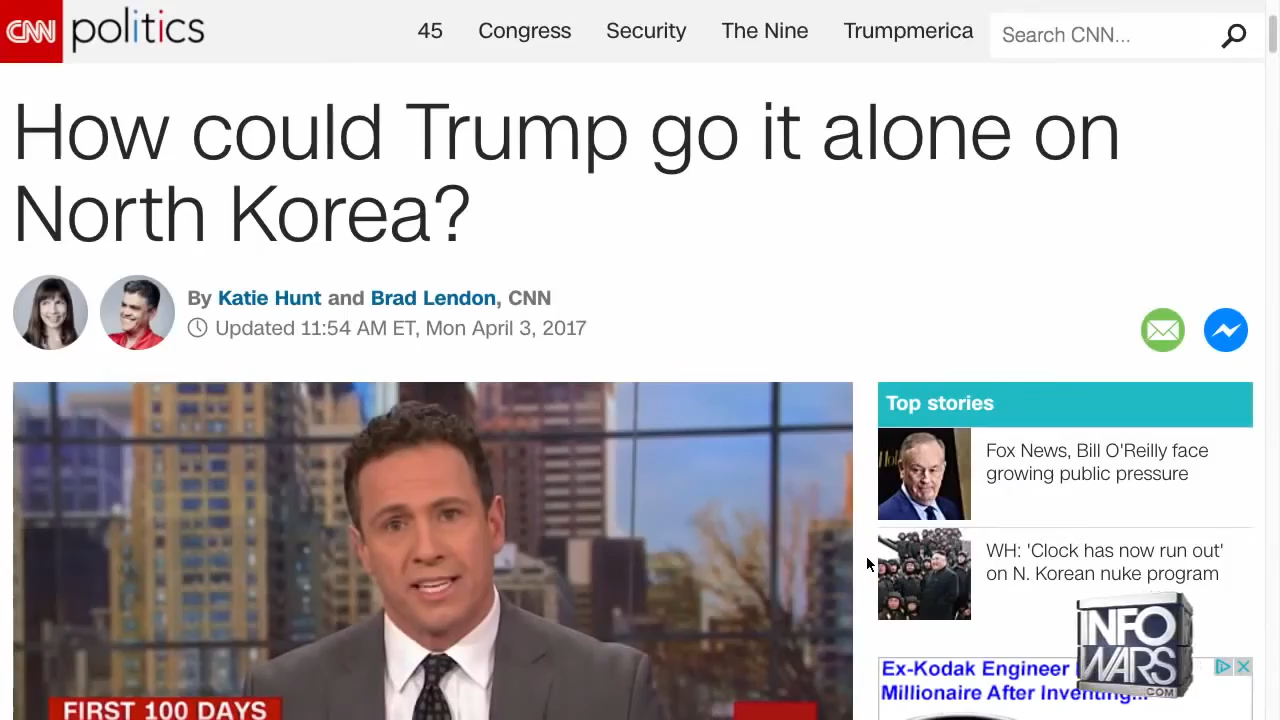 CNN politics
45 Congress Security The Nine Trumpmerica Search CNN...
How could Trump go it alone on
North Korea?
By Katie Hunt and Brad Lendon, CNN
Updated 11:54 AM ET, Mon April 3, 2017
Top stories
Fox News, Bill O'Reilly face
growing public pressure
WH: 'Clock has now run out'
on N. Korean nuke program
INFO
WARS
.COM
Ex-Kodak Engineer
Millionaire After Inventing...
FIRST 100 DAYS